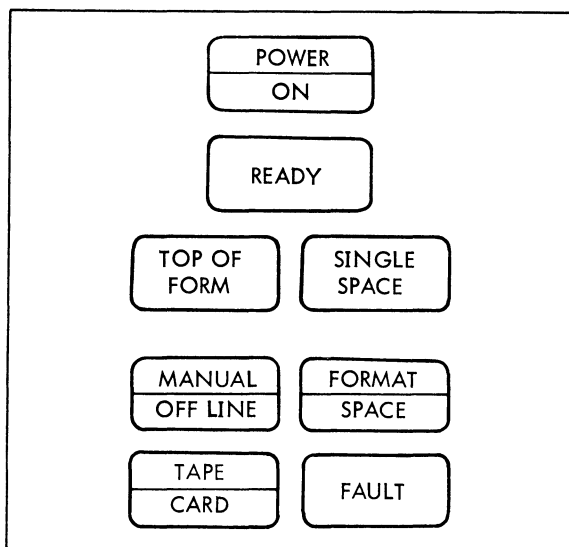 POWER
ON
READY
TOP OF
FORM
SINGLE
SPACE
MANUAL
OFF LINE
FORMAT
SPACE
TAPE
CARD
FAULT